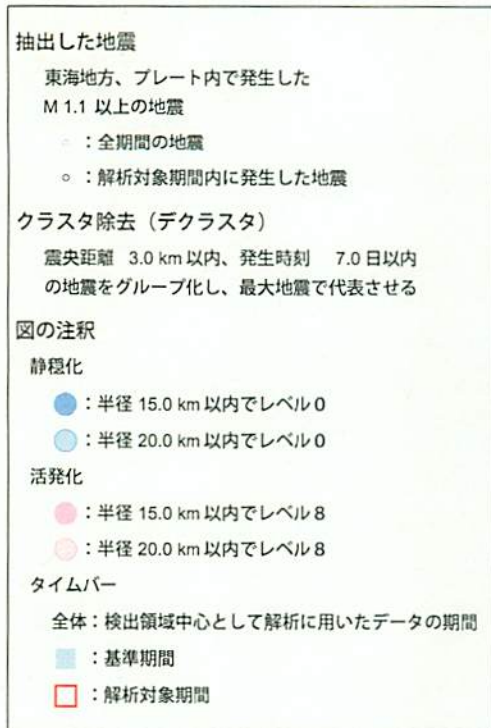 抽出した地震
東海地方、プレート内で発生した
M 1.1 以上の地震
：全期間の地震
：解析対象期間内に発生した地震
クラスタ除去（デクラスタ）
震央距離 3.0 km 以内、発生時刻 7.0 日以内
の地震をグループ化し、最大地震で代表させる
図の注釈
静穏化
：半径 15.0 km 以内でレベル 0
：半径 20.0 km 以内でレベル 0
活発化
：半径 15.0 km 以内でレベル 8
：半径 20.0 km 以内でレベル 8
タイムバー
全体：検出領域中心として解析に用いたデータの期間
：基準期間
：解析対象期間